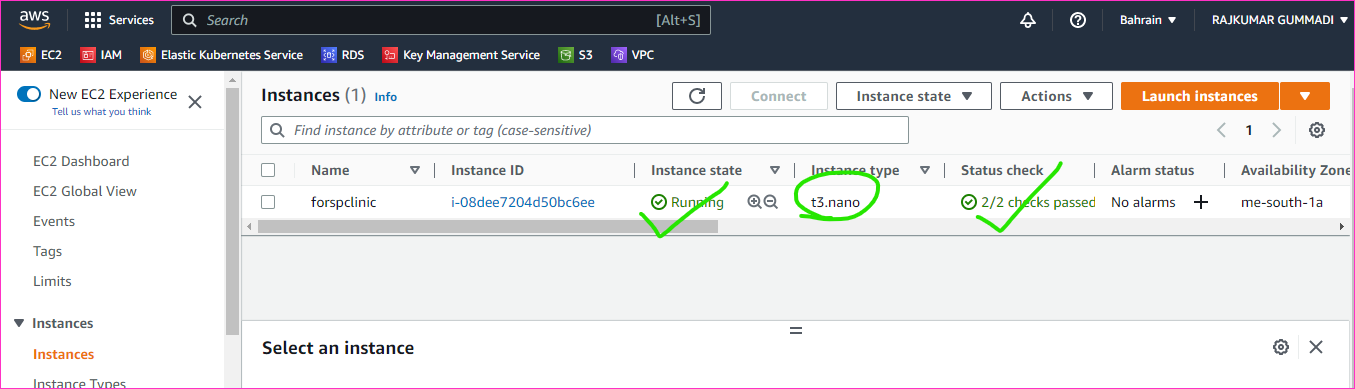 aws Services Search [Alt+S] Bahrain RAJKUMAR GUMMADI
EC2 IAM Elastic Kubernetes Service RDS Key Management Service S3 VPC
New EC2 Experience
Tell us what you think
EC2 Dashboard
EC2 Global View
Events
Tags
Limits
Instances
Instances
Instance Types
Instances (1) Info Connect Instance state Actions Launch instances
Find instance by attribute or tag (case-sensitive) 1
Name Instance ID Instance state Instance type Status check Alarm status Availability Zone
forspclinic i-08dee7204d50bc6ee Running t3.nano 2/2 checks passed No alarms me-south-1a
Select an instance